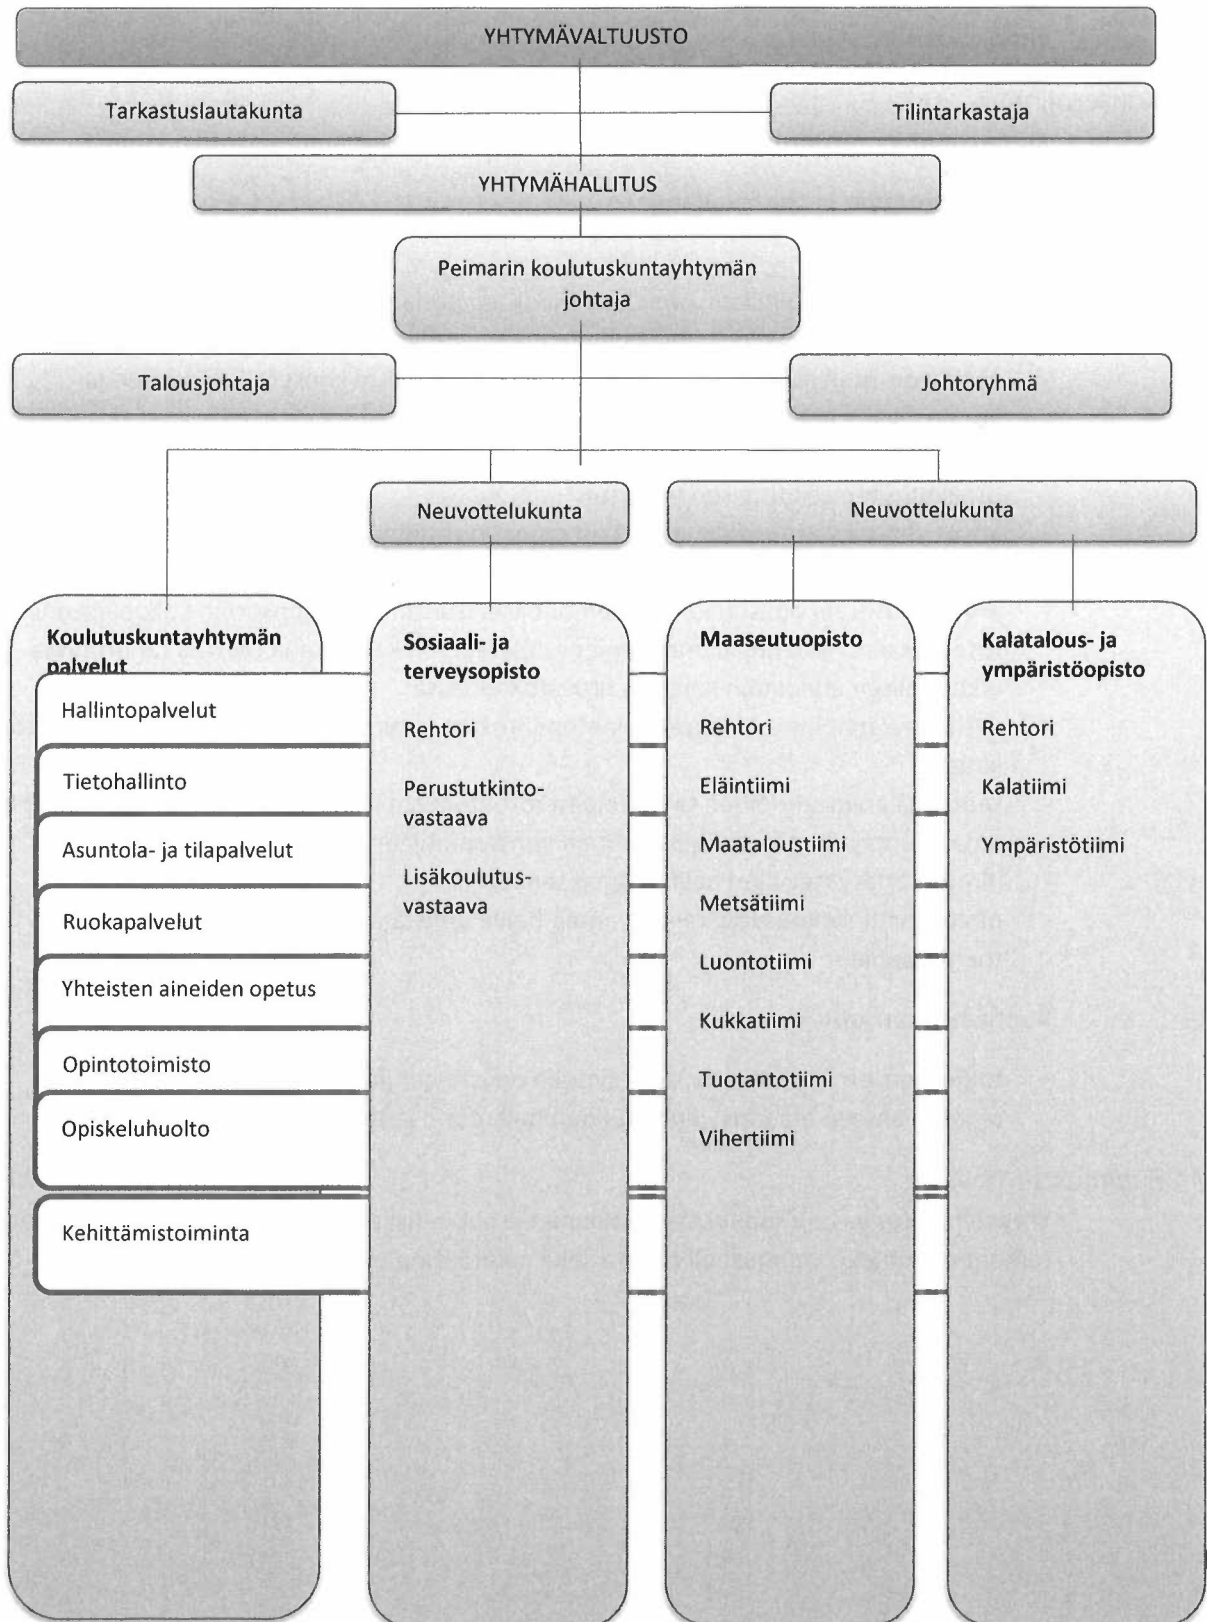 YHTYMÄVALTUUSTO
Tarkastuslautakunta
Tilintarkastaja
YHTYMÄHALLITUS
Peimarin koulutuskuntayhtymän
johtaja
Talousjohtaja
Johtoryhmä
Neuvottelukunta
Neuvottelukunta
Koulutuskuntayhtymän
palvelut
Hallintopalvelut
Tietohallinto
Asuntola- ja tilapalvelut
Ruokapalvelut
Yhteisten aineiden opetus
Opintotoimisto
Opiskeluhuolto
Kehittämistoiminta
Sosiaali- ja
terveysopisto
Rehtori
Perustutkinto-
vastaava
Lisäkoulutus-
vastaava
Maaseutuopisto
Rehtori
Eläintiimi
Maataloustiimi
Metsätiimi
Luontotiimi
Kukkatiimi
Tuotantotiimi
Vihertiimi
Kalatalous- ja
ympäristöopisto
Rehtori
Kalatiimi
Ympäristötiimi